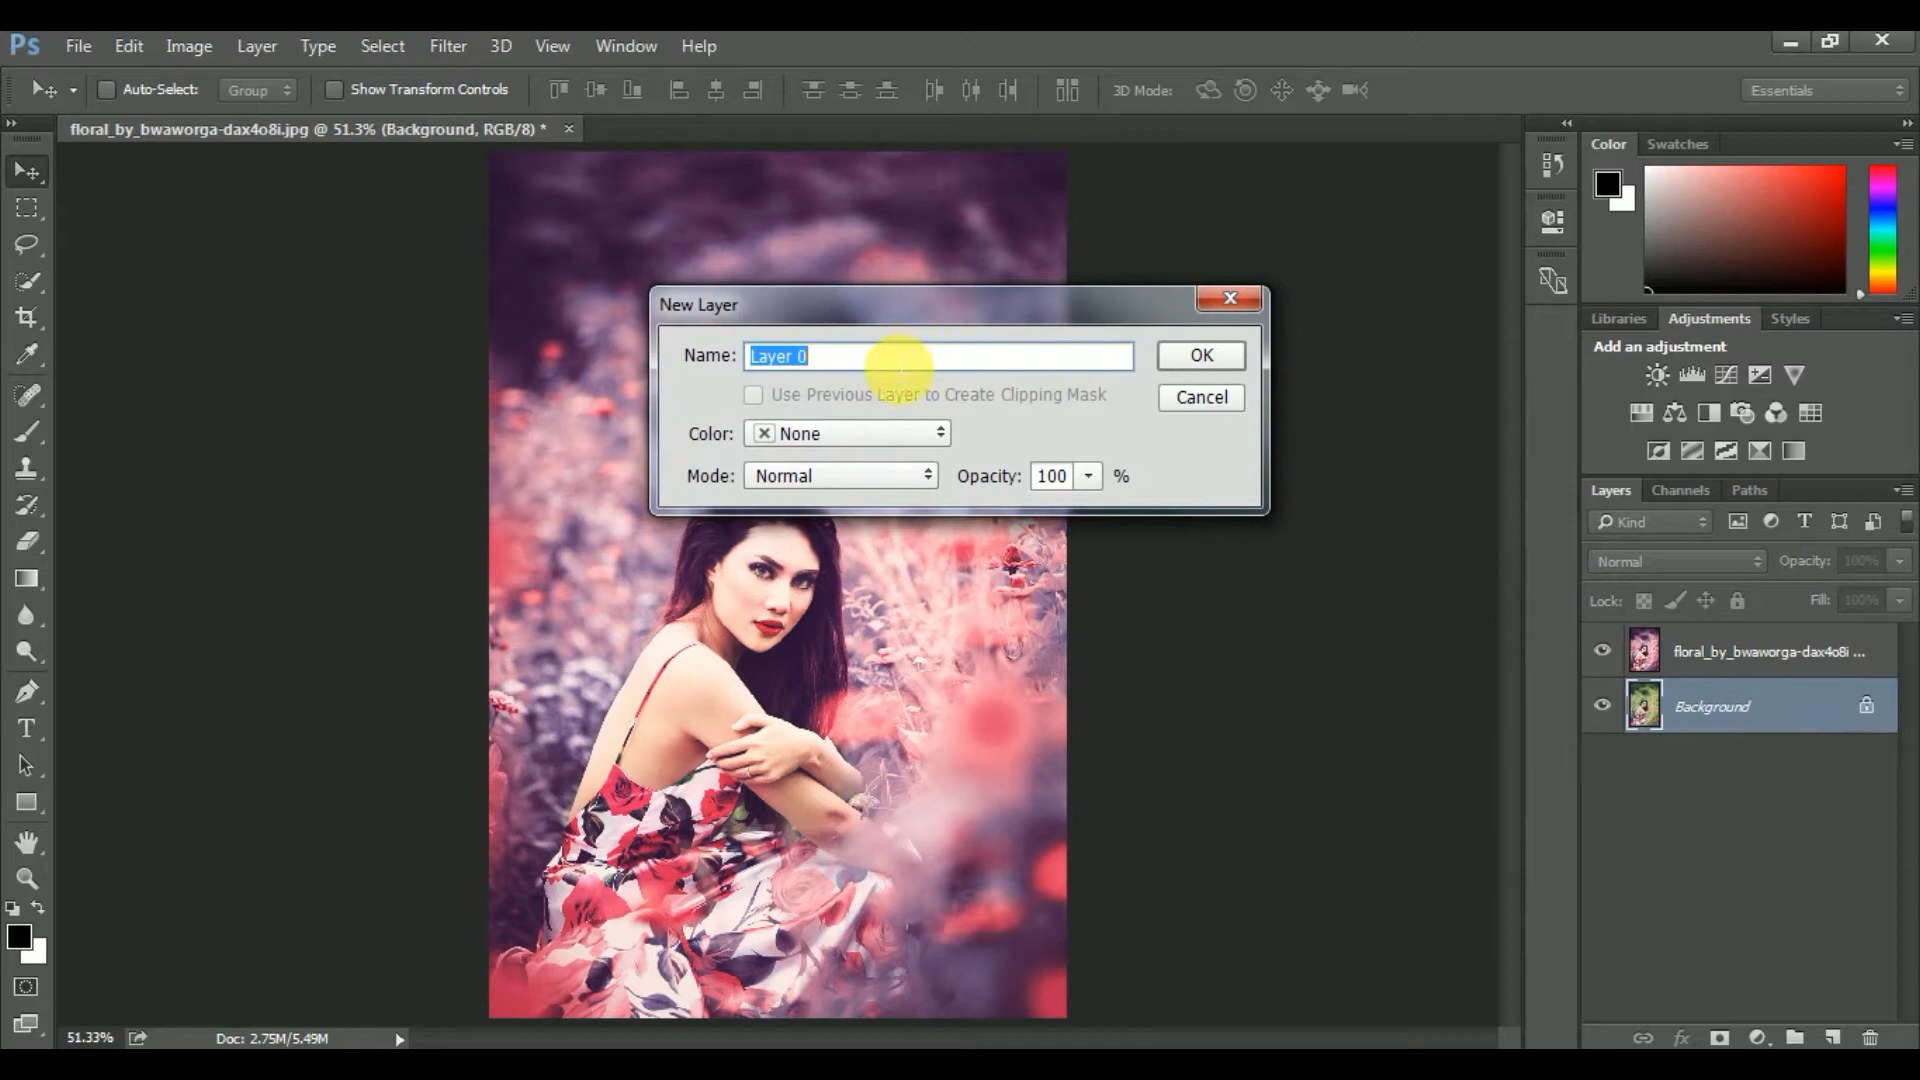 Ps File Edit Image Layer Type Select Filter 3D View Window Help
Auto-Select: Group Show Transform Controls 3D Mode: Essentials
floral_by_bwaworga-dax4o8i.jpg @ 51.3% (Background, RGB/8) * ×
Color Swatches
New Layer
Name: Layer 0 OK
Use Previous Layer to Create Clipping Mask
Cancel
Color: None
Mode: Normal Opacity: 100 %
Libraries Adjustments Styles
Add an adjustment
Layers Channels Paths
Kind
Normal Opacity: 100%
Lock: Fill: 100%
floral_by_bwaworga-dax4o8i ...
Background
51.33% Doc: 2.75M/5.49M